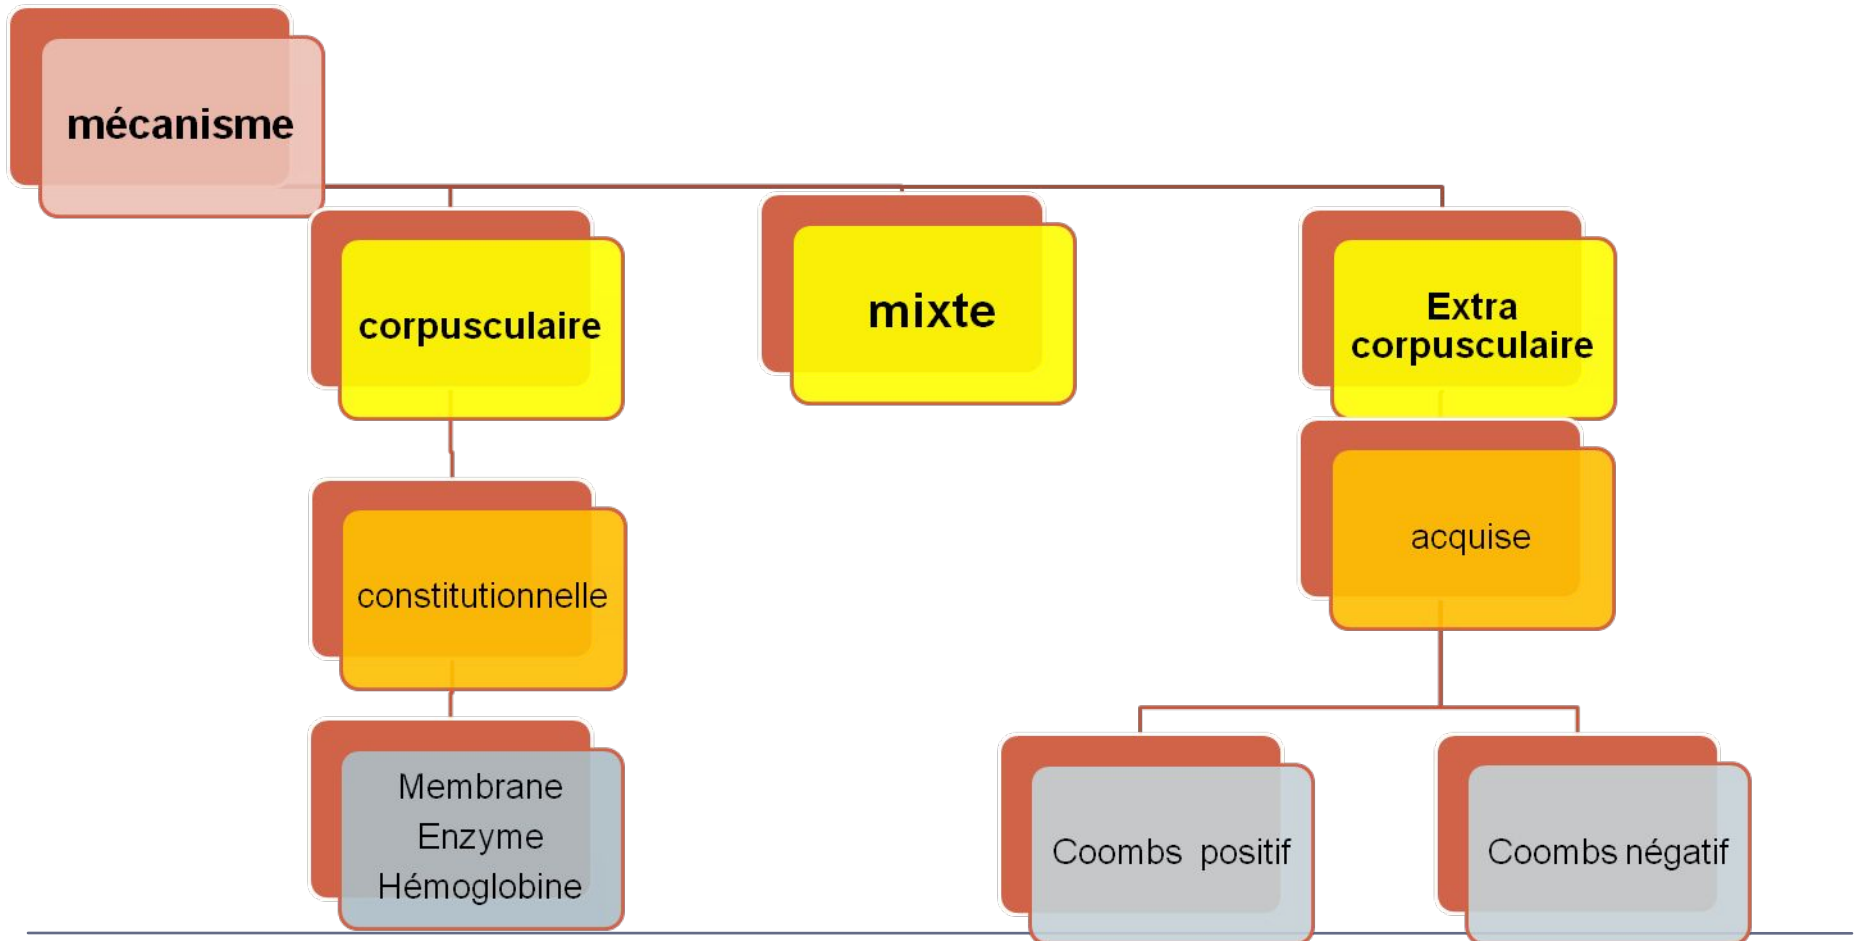 mécanisme
corpusculaire
mixte
Extra
corpusculaire
constitutionnelle
acquise
Membrane
Enzyme
Hémoglobine
Coombs positif
Coombs négatif